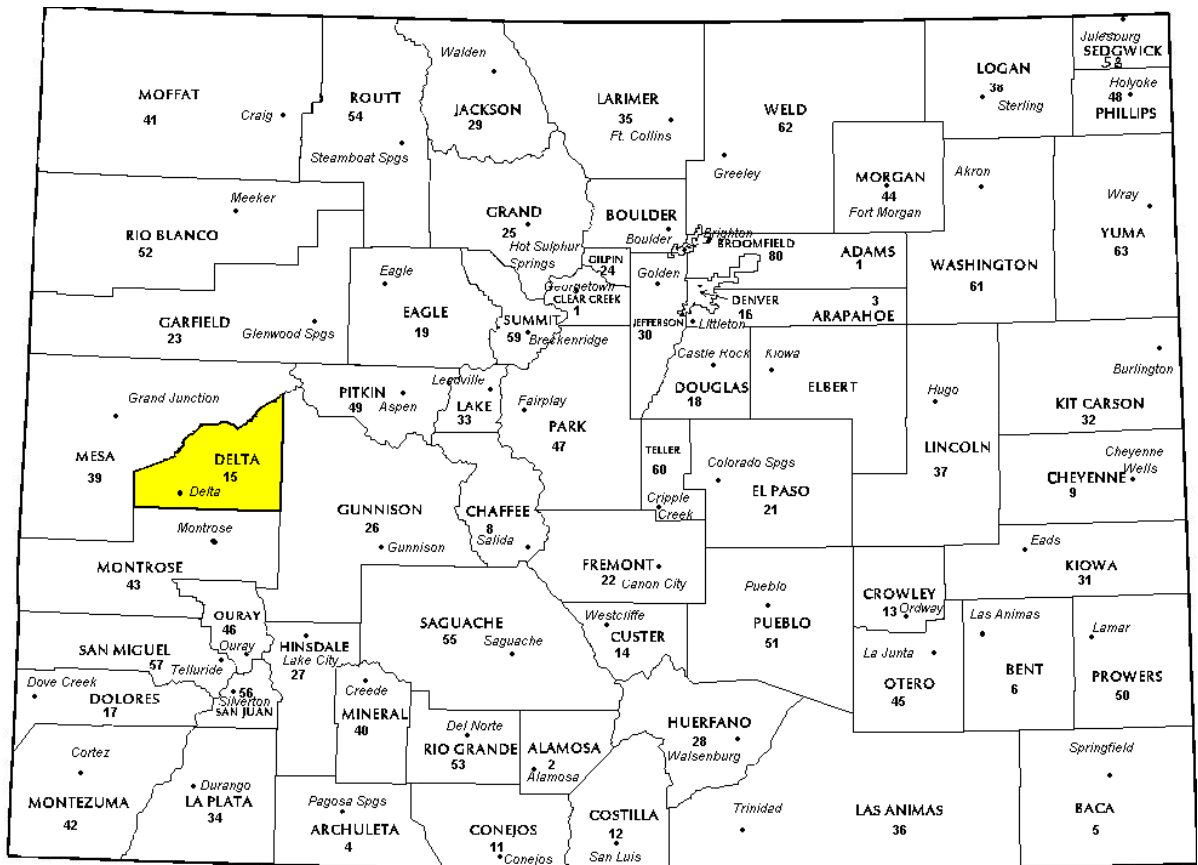 Julesburg
SEDGWICK
58
LOGAN
38
Sterling
Holyoke
48
PHILLIPS
Walden
JACKSON
29
MOFFAT
41
Craig
ROUTT
54
Steamboat Spgs
LARIMER
35
Ft. Collins
WELD
62
Greeley
MORGAN
44
Fort Morgan
Akron
WASHINGTON
61
Wray
YUMA
63
Meeker
RIO BLANCO
52
GRAND
25
Hot Sulphur
Springs
BOULDER
Boulder
GILPIN
24
Georgetown
CLEAR CREEK
1
Brighton
BROOMFIELD
80
ADAMS
1
Golden
DENVER
16
3
ARAPAHOE
Littleton
JEFFERSON
30
Eagle
EAGLE
19
SUMMIT
59
Breckenridge
GARFIELD
23
Glenwood Spgs
Castle Rock
DOUGLAS
18
Kiowa
ELBERT
Hugo
LINCOLN
37
Burlington
KIT CARSON
32
Grand Junction
MESA
39
DELTA
15
Delta
PITKIN
49
Aspen
Leadville
LAKE
33
Fairplay
PARK
47
TELLER
60
Cripple
Creek
Colorado Spgs
EL PASO
21
Cheyenne
Wells
CHEYENNE
9
GUNNISON
26
Gunnison
CHAFFEE
8
Salida
Montrose
MONTROSE
43
FREMONT
22
Canon City
Pueblo
PUEBLO
51
CROWLEY
13
Ordway
Eads
KIOWA
31
OURAY
46
Ouray
HINSDALE
Lake City
27
SAGUACHE
55
Saguache
Westcliffe
CUSTER
14
La Junta
OTERO
45
Las Animas
BENT
6
Lamar
PROWERS
50
SAN MIGUEL
57
Telluride
Dove Creek
DOLORES
17
56
Silverton
SAN JUAN
Creede
MINERAL
40
Del Norte
RIO GRANDE
53
ALAMOSA
2
Alamosa
HUERFANO
28
Walsenburg
Cortez
MONTEZUMA
42
Durango
LA PLATA
34
Pagosa Spgs
ARCHULETA
4
CONEJOS
11
Conejos
COSTILLA
12
San Luis
Trinidad
LAS ANIMAS
36
Springfield
BACA
5